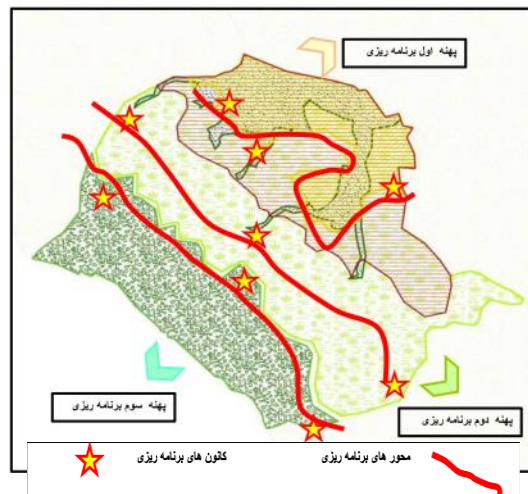 پهنه اول برنامه ریزی
پهنه سوم برنامه ریزی
پهنه دوم برنامه ریزی
محور های برنامه ریزی
کانون های برنامه ریزی